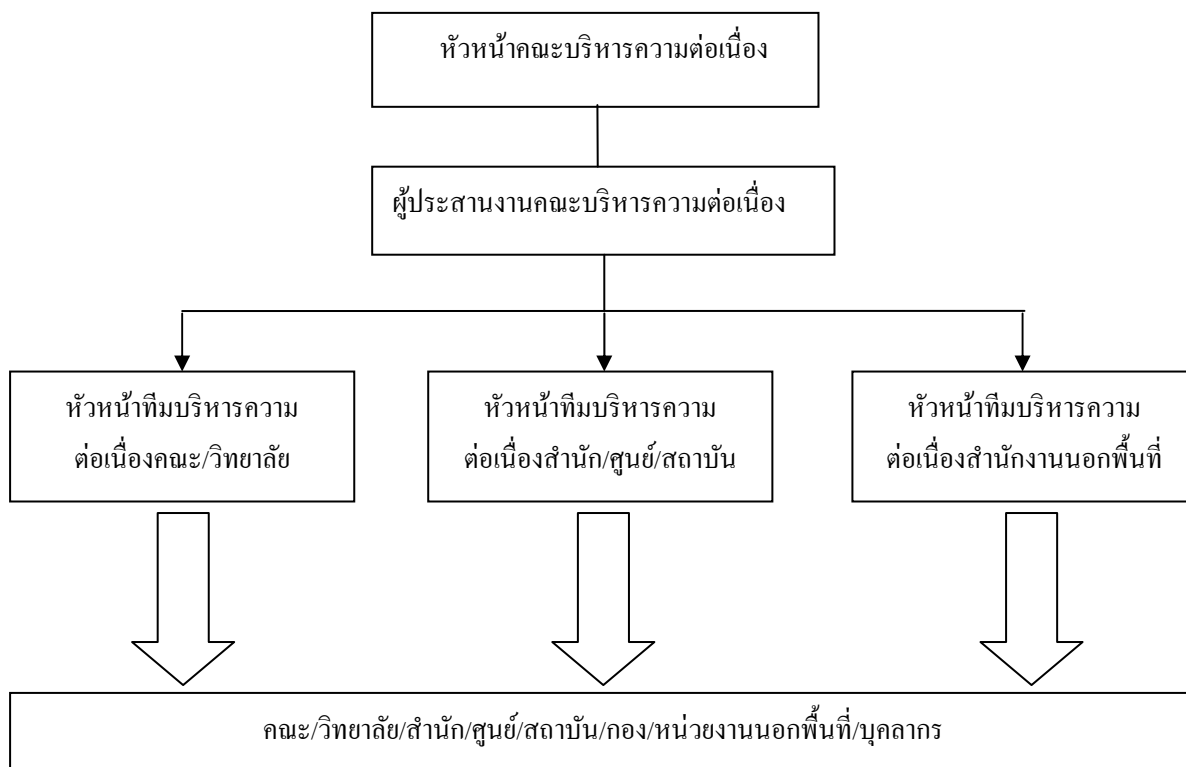 หัวหน้าคณะบริหารความต่อเนื่อง
ผู้ประสานงานคณะบริหารความต่อเนื่อง
หัวหน้าทีมบริหารความ
ต่อเนื่องคณะ/วิทยาลัย
หัวหน้าทีมบริหารความ
ต่อเนื่องสำนัก/ศูนย์/สถาบัน
หัวหน้าทีมบริหารความ
ต่อเนื่องสำนักงานนอกพื้นที่
คณะ/วิทยาลัย/สำนัก/ศูนย์/สถาบัน/กอง/หน่วยงานนอกพื้นที่/บุคลากร